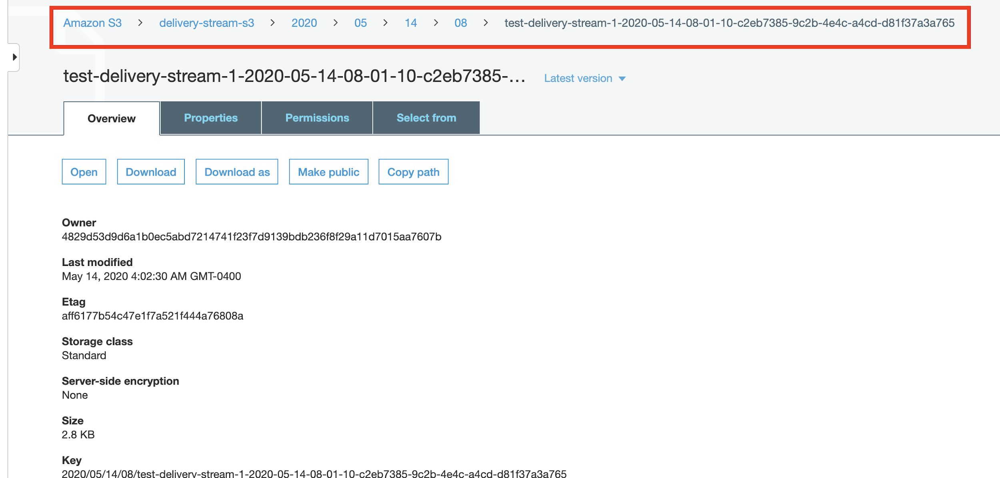 Amazon S3 > delivery-stream-s3 > 2020 > 05 > 14 > 08 > test-delivery-stream-1-2020-05-14-08-01-10-c2eb7385-9c2b-4e4c-a4cd-d81f37a3a765
test-delivery-stream-1-2020-05-14-08-01-10-c2eb7385-... Latest version
Overview Properties Permissions Select from
Open Download Download as Make public Copy path
Owner
4829d53d9d6a1b0ec5abd7214741f23f7d9139bdb236f8f29a11d7015aa7607b
Last modified
May 14, 2020 4:02:30 AM GMT-0400
Etag
aff6177b54c47e1f7a521f444a76808a
Storage class
Standard
Server-side encryption
None
Size
2.8 KB
Key
2020/05/14/08/test-delivery-stream-1-2020-05-14-08-01-10-c2eb7385-9c2b-4e4c-a4cd-d81f37a3a765